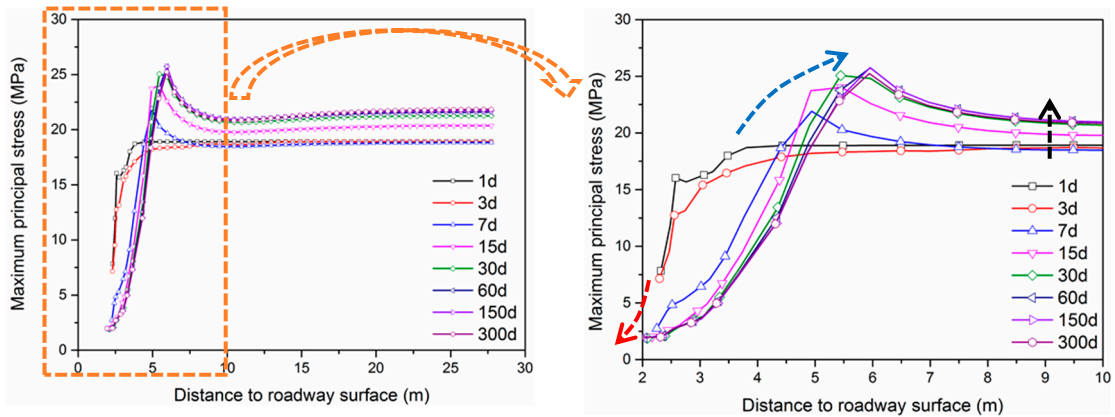 30
25
20
15
10
5
0
Maximum principal stress (MPa)
1d
3d
7d
15d
30d
60d
150d
300d
0 5 10 15 20 25 30
Distance to roadway surface (m)
30
25
20
15
10
5
0
Maximum principal stress (MPa)
1d
3d
7d
15d
30d
60d
150d
300d
2 3 4 5 6 7 8 9 10
Distance to roadway surface (m)